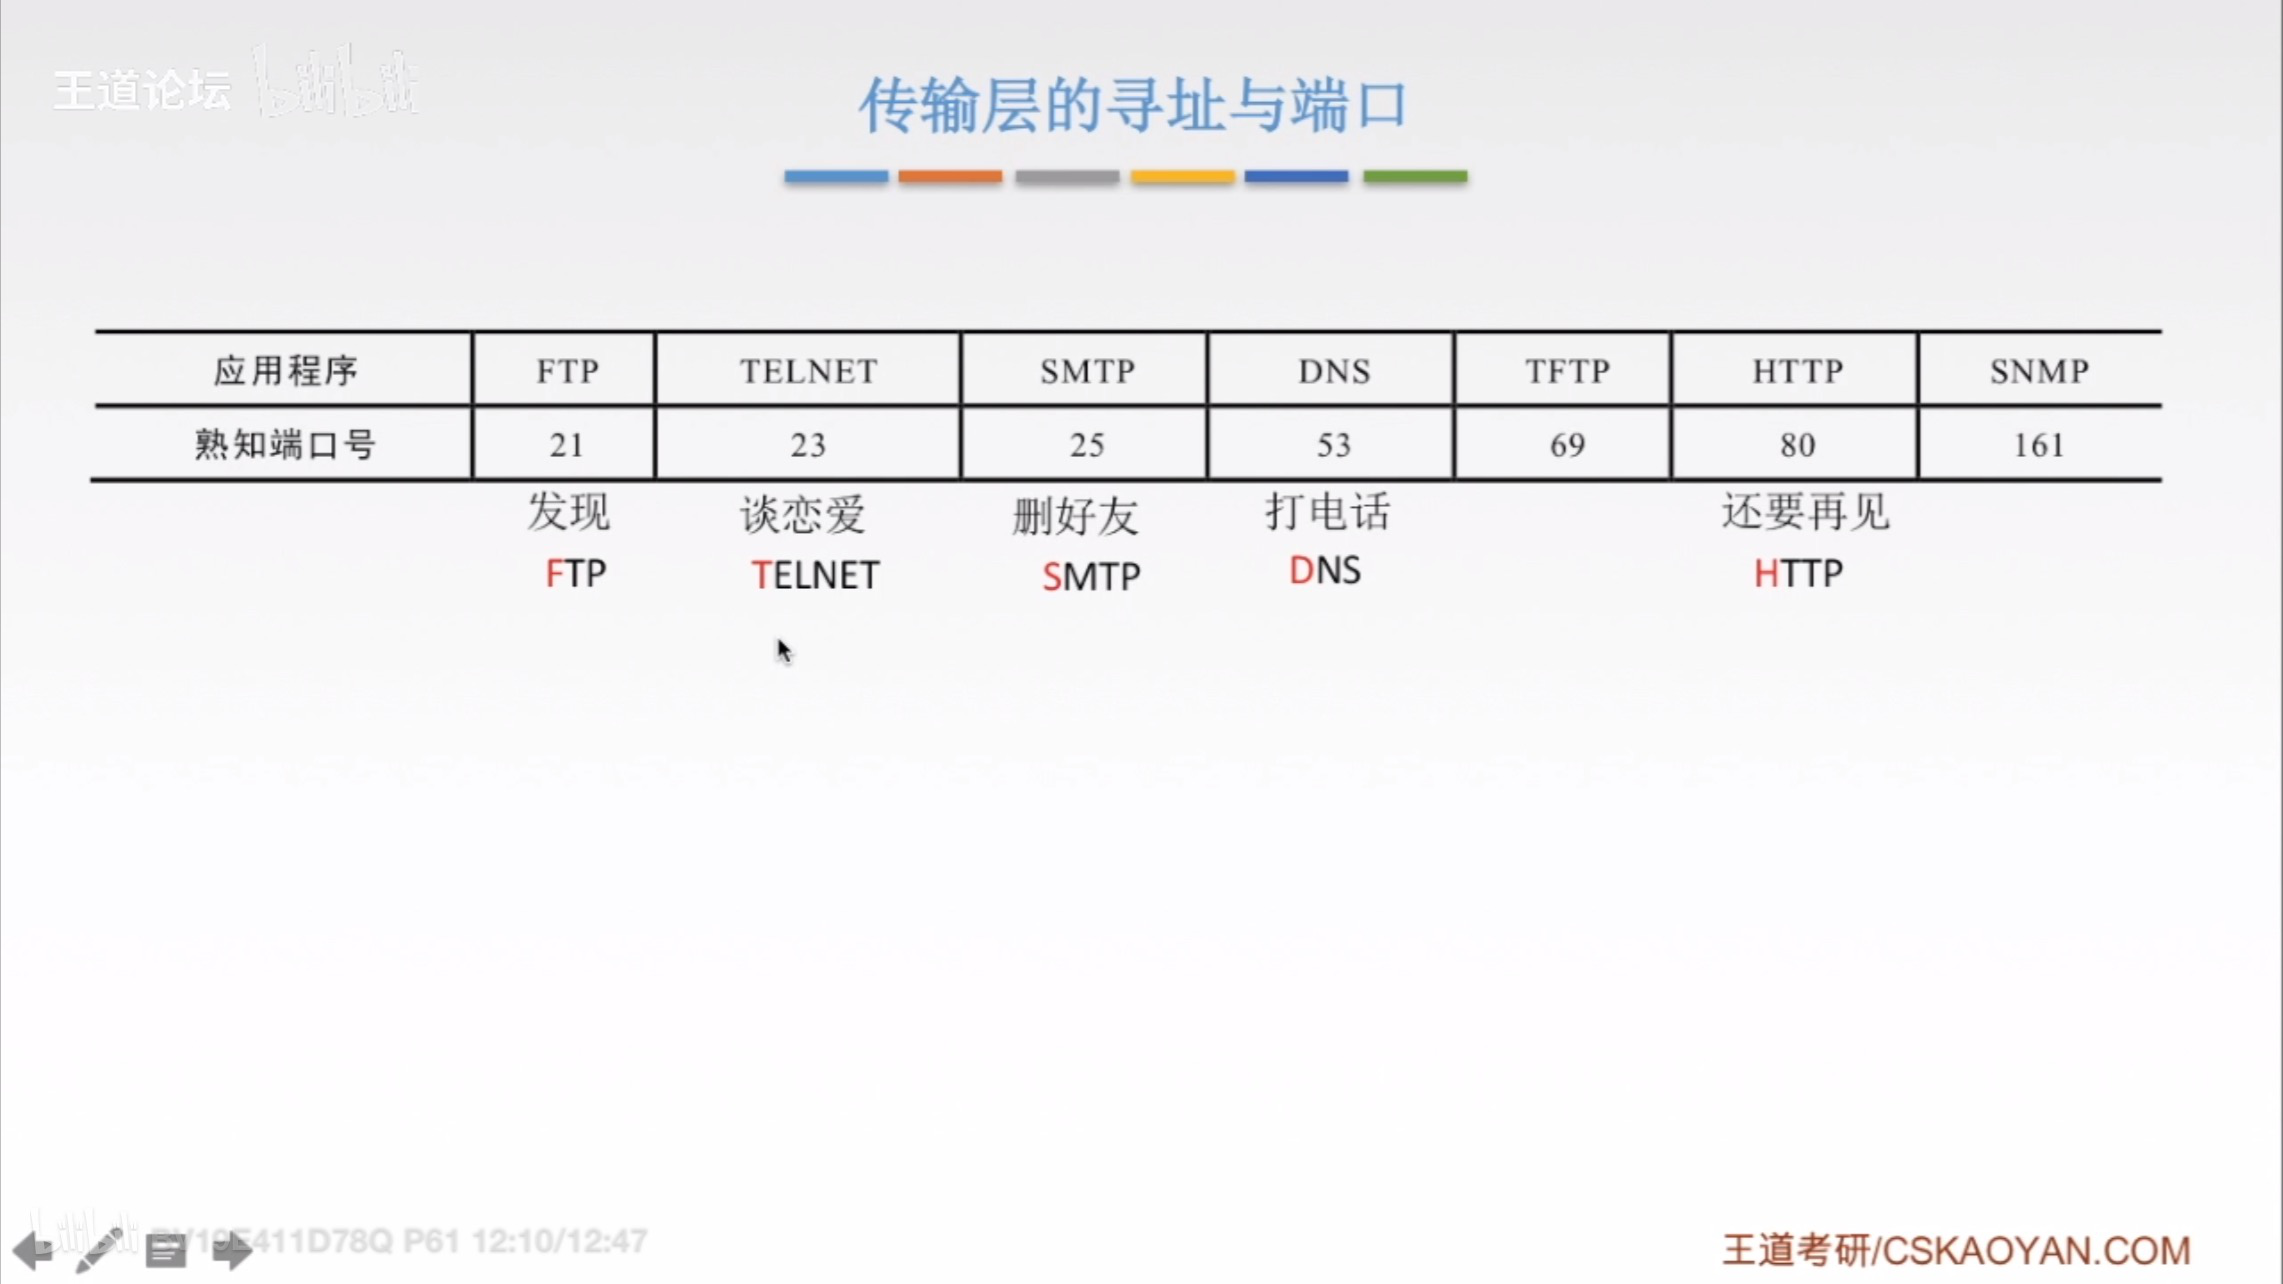 王道论坛 bilibili
传输层的寻址与端口
应用程序 FTP TELNET SMTP DNS TFTP HTTP SNMP
熟知端口号 21 23 25 53 69 80 161
发现 谈恋爱 删好友 打电话 还要再见
FTP TELNET SMTP DNS HTTP
bilibili BV19E411D78Q P61 12:10/12:47
王道考研/CSKAOYAN.COM